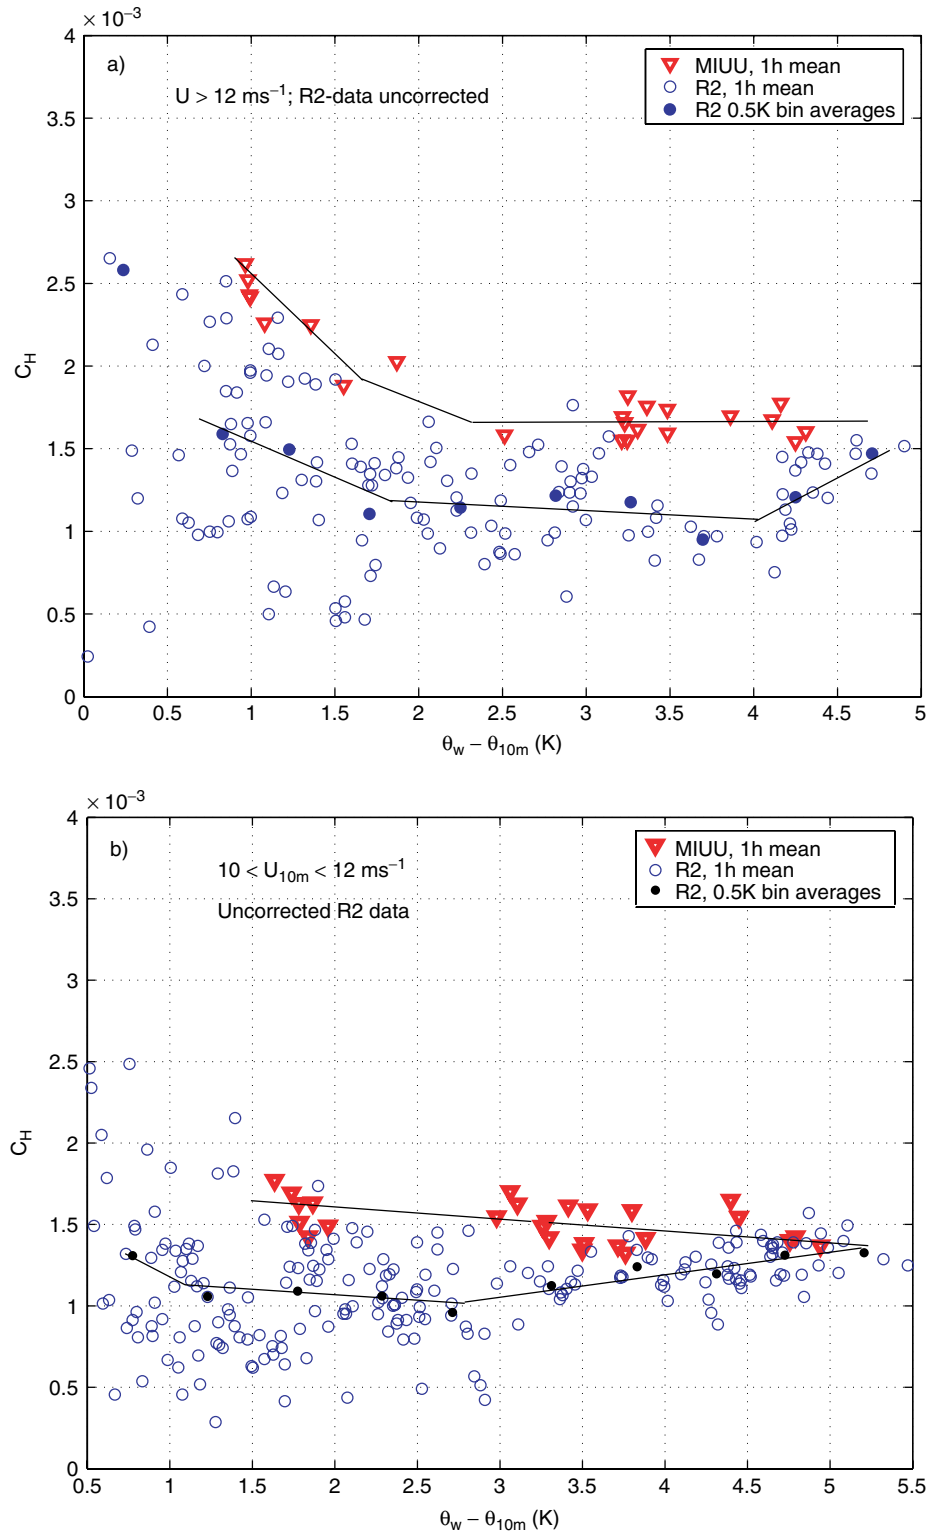 × 10⁻³
4
a)
U > 12 ms⁻¹; R2-data uncorrected
MIUU, 1h mean
R2, 1h mean
R2 0.5K bin averages
3.5
3
2.5
2
1.5
1
0.5
0
C_H
0 0.5 1 1.5 2 2.5 3 3.5 4 4.5 5
θ_w – θ_10m (K)
× 10⁻³
4
b)
10 < U_10m < 12 ms⁻¹
Uncorrected R2 data
MIUU, 1h mean
R2, 1h mean
R2, 0.5K bin averages
3.5
3
2.5
2
1.5
1
0.5
0
C_H
0.5 1 1.5 2 2.5 3 3.5 4 4.5 5 5.5
θ_w – θ_10m (K)